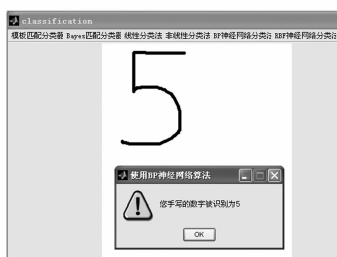 classification
模板匹配分类器 Bayes匹配分类器 线性分类法 非线性分类法 BP神经网络分类法 RBF神经网络分类法
5
使用BP神经网络算法
您手写的数字被识别为5
OK